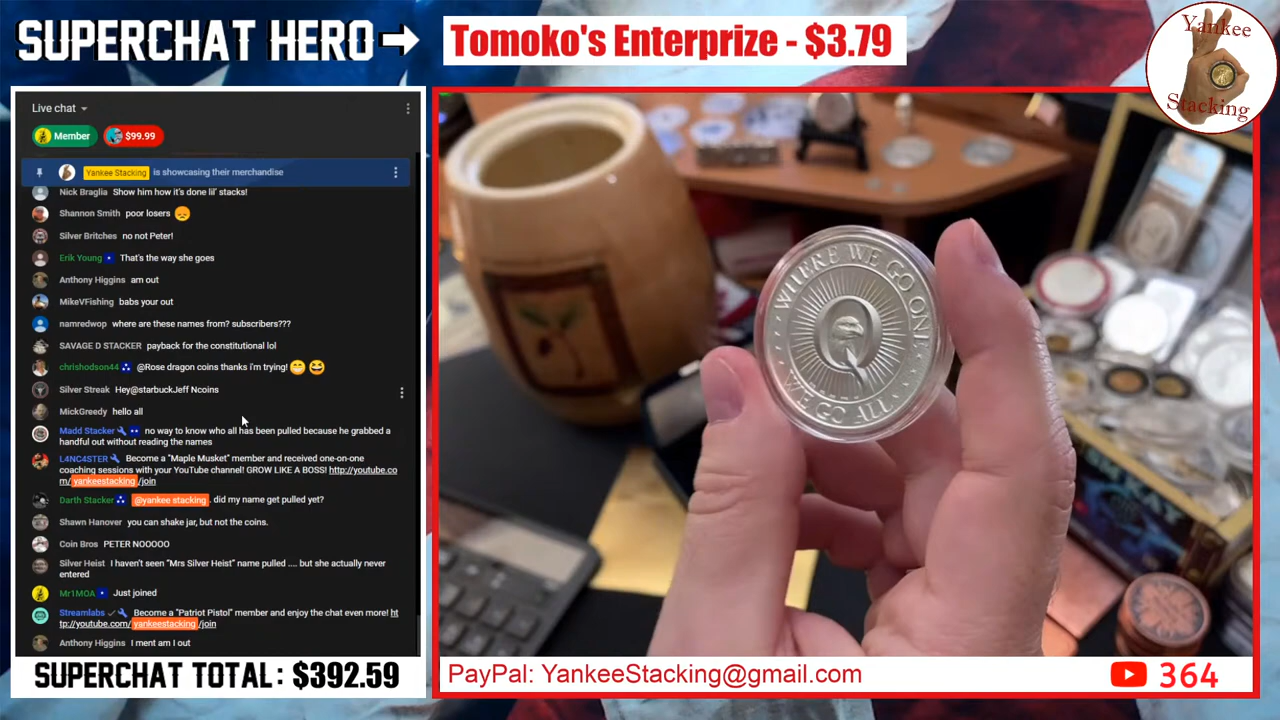 SUPERCHAT HERO
Tomoko's Enterprize - $3.79
Yankee
Stacking
Live chat
Member
$99.99
Yankee Stacking is showcasing their merchandise
Nick Braglia Show him how it's done lil' stacks!
Shannon Smith poor losers
Silver Britches no not Peter!
Erik Young That's the way she goes
Anthony Higgins am out
MikeVFishing babs your out
namredwop where are these names from? subscribers???
SAVAGE D STACKER payback for the constitutional lol
chrishodson44 @Rose dragon coins thanks i'm trying!
Silver Streak Hey@starbuckJeff Ncoins
MickGreedy hello all
Madd Stacker no way to know who all has been pulled because he grabbed a
handful out without reading the names
L4NC4STER Become a "Maple Musket" member and received one-on-one
coaching sessions with your YouTube channel! GROW LIKE A BOSS! http://youtube.co
m/yankeestacking/join
Darth Stacker @yankee stacking. did my name get pulled yet?
Shawn Hanover you can shake jar, but not the coins.
Coin Bros PETER NOOOOO
Silver Heist I haven't seen "Mrs Silver Heist" name pulled .... but she actually never
entered
Mr1MOA Just joined
Streamlabs Become a "Patriot Pistol" member and enjoy the chat even more! ht
tp://youtube.com/yankeestacking/join
Anthony Higgins I ment am I out
SUPERCHAT TOTAL: $392.59
WHERE WE GO ONE
Q
WE GO ALL
PayPal: YankeeStacking@gmail.com
364